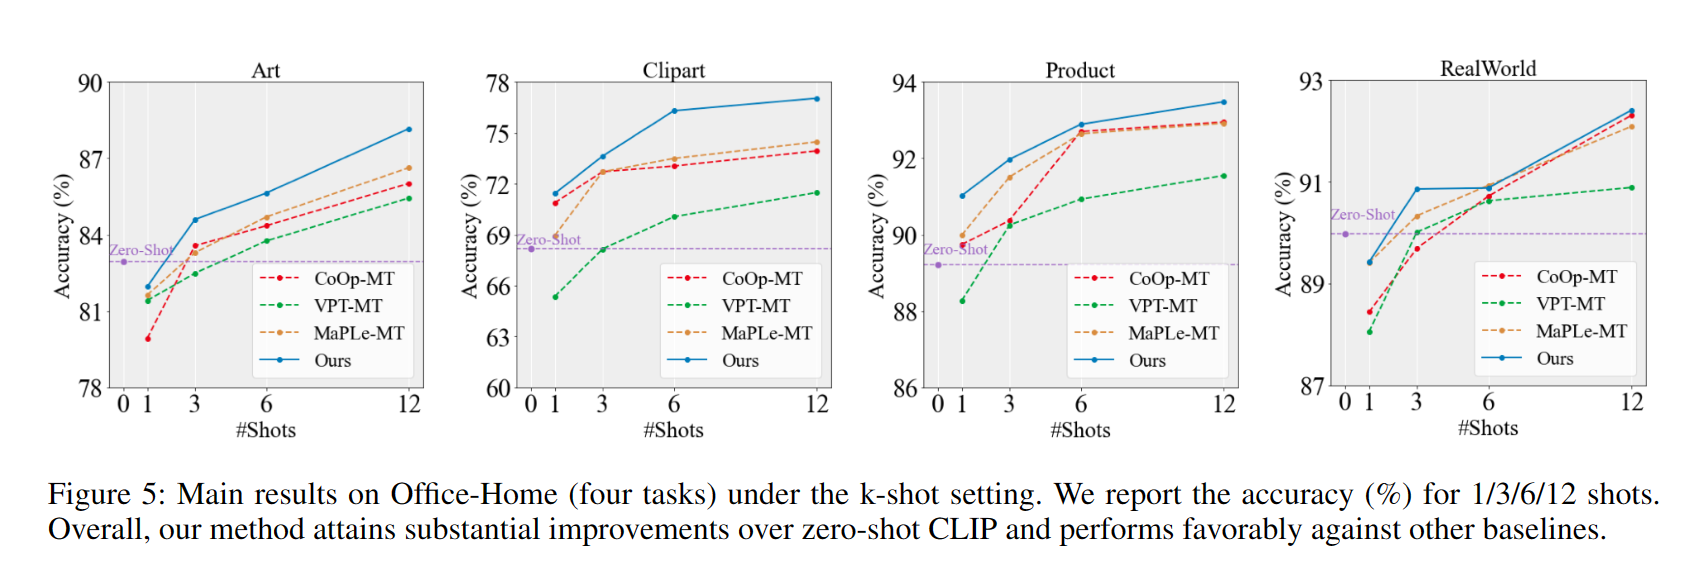 Art
90
87
84
81
78
Accuracy (%)
Zero-Shot
CoOp-MT
VPT-MT
MaPLe-MT
Ours
0 1 3 6 12
#Shots
Clipart
78
75
72
69
66
63
60
Accuracy (%)
Zero-Shot
CoOp-MT
VPT-MT
MaPLe-MT
Ours
0 1 3 6 12
#Shots
Product
94
92
90
88
86
Accuracy (%)
Zero-Shot
CoOp-MT
VPT-MT
MaPLe-MT
Ours
0 1 3 6 12
#Shots
RealWorld
93
91
89
87
Accuracy (%)
Zero-Shot
CoOp-MT
VPT-MT
MaPLe-MT
Ours
0 1 3 6 12
#Shots
Figure 5: Main results on Office-Home (four tasks) under the k-shot setting. We report the accuracy (%) for 1/3/6/12 shots.
Overall, our method attains substantial improvements over zero-shot CLIP and performs favorably against other baselines.